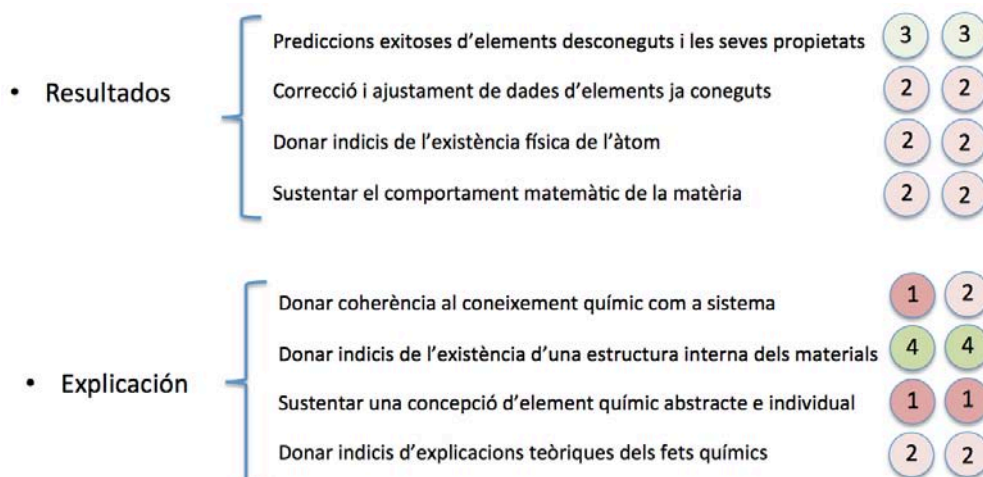 Prediccions exitoses d'elements desconeguts i les seves propietats 3 3
• Resultados
Correcció i ajustament de dades d'elements ja coneguts 2 2
Donar indicis de l'existència física de l'àtom 2 2
Sustentar el comportament matemàtic de la matèria 2 2
Donar coherència al coneixement químic com a sistema 1 2
Donar indicis de l'existència d'una estructura interna dels materials 4 4
• Explicación
Sustentar una concepció d'element químic abstracte e individual 1 1
Donar indicis d'explicacions teòriques dels fets químics 2 2